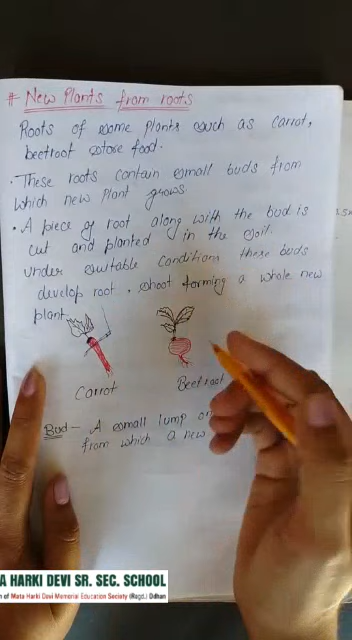 # New Plants from roots
Roots of some plants such as carrot,
beetroot store food.
• These roots contain small buds from
which new plant grows
• A piece of root along with the bud is
cut and planted in the soil.
under suitable conditions these buds
develop root, shoot forming a whole new
plant.
Carrot
Beetroot
Bud - A small lump on
from which a new
A HARKI DEVI SR. SEC. SCHOOL
n of Mata Harki Devi Memorial Education Society (Regd.) Odhan